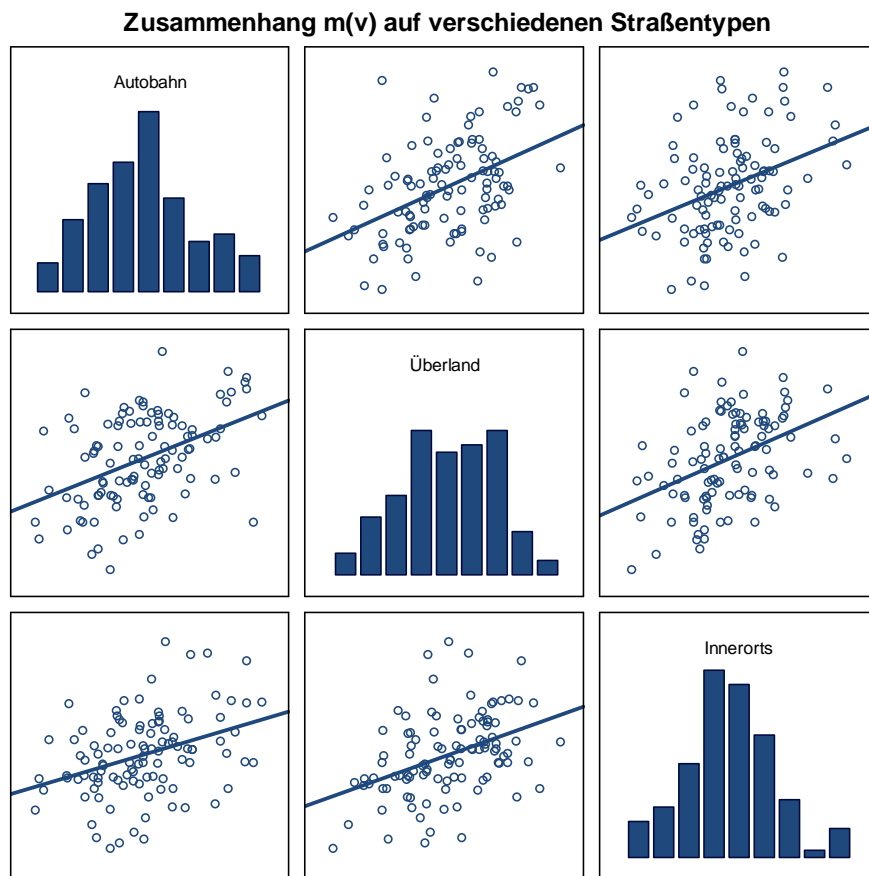 Zusammenhang m(v) auf verschiedenen Straßentypen
Autobahn
Überland
Innerorts